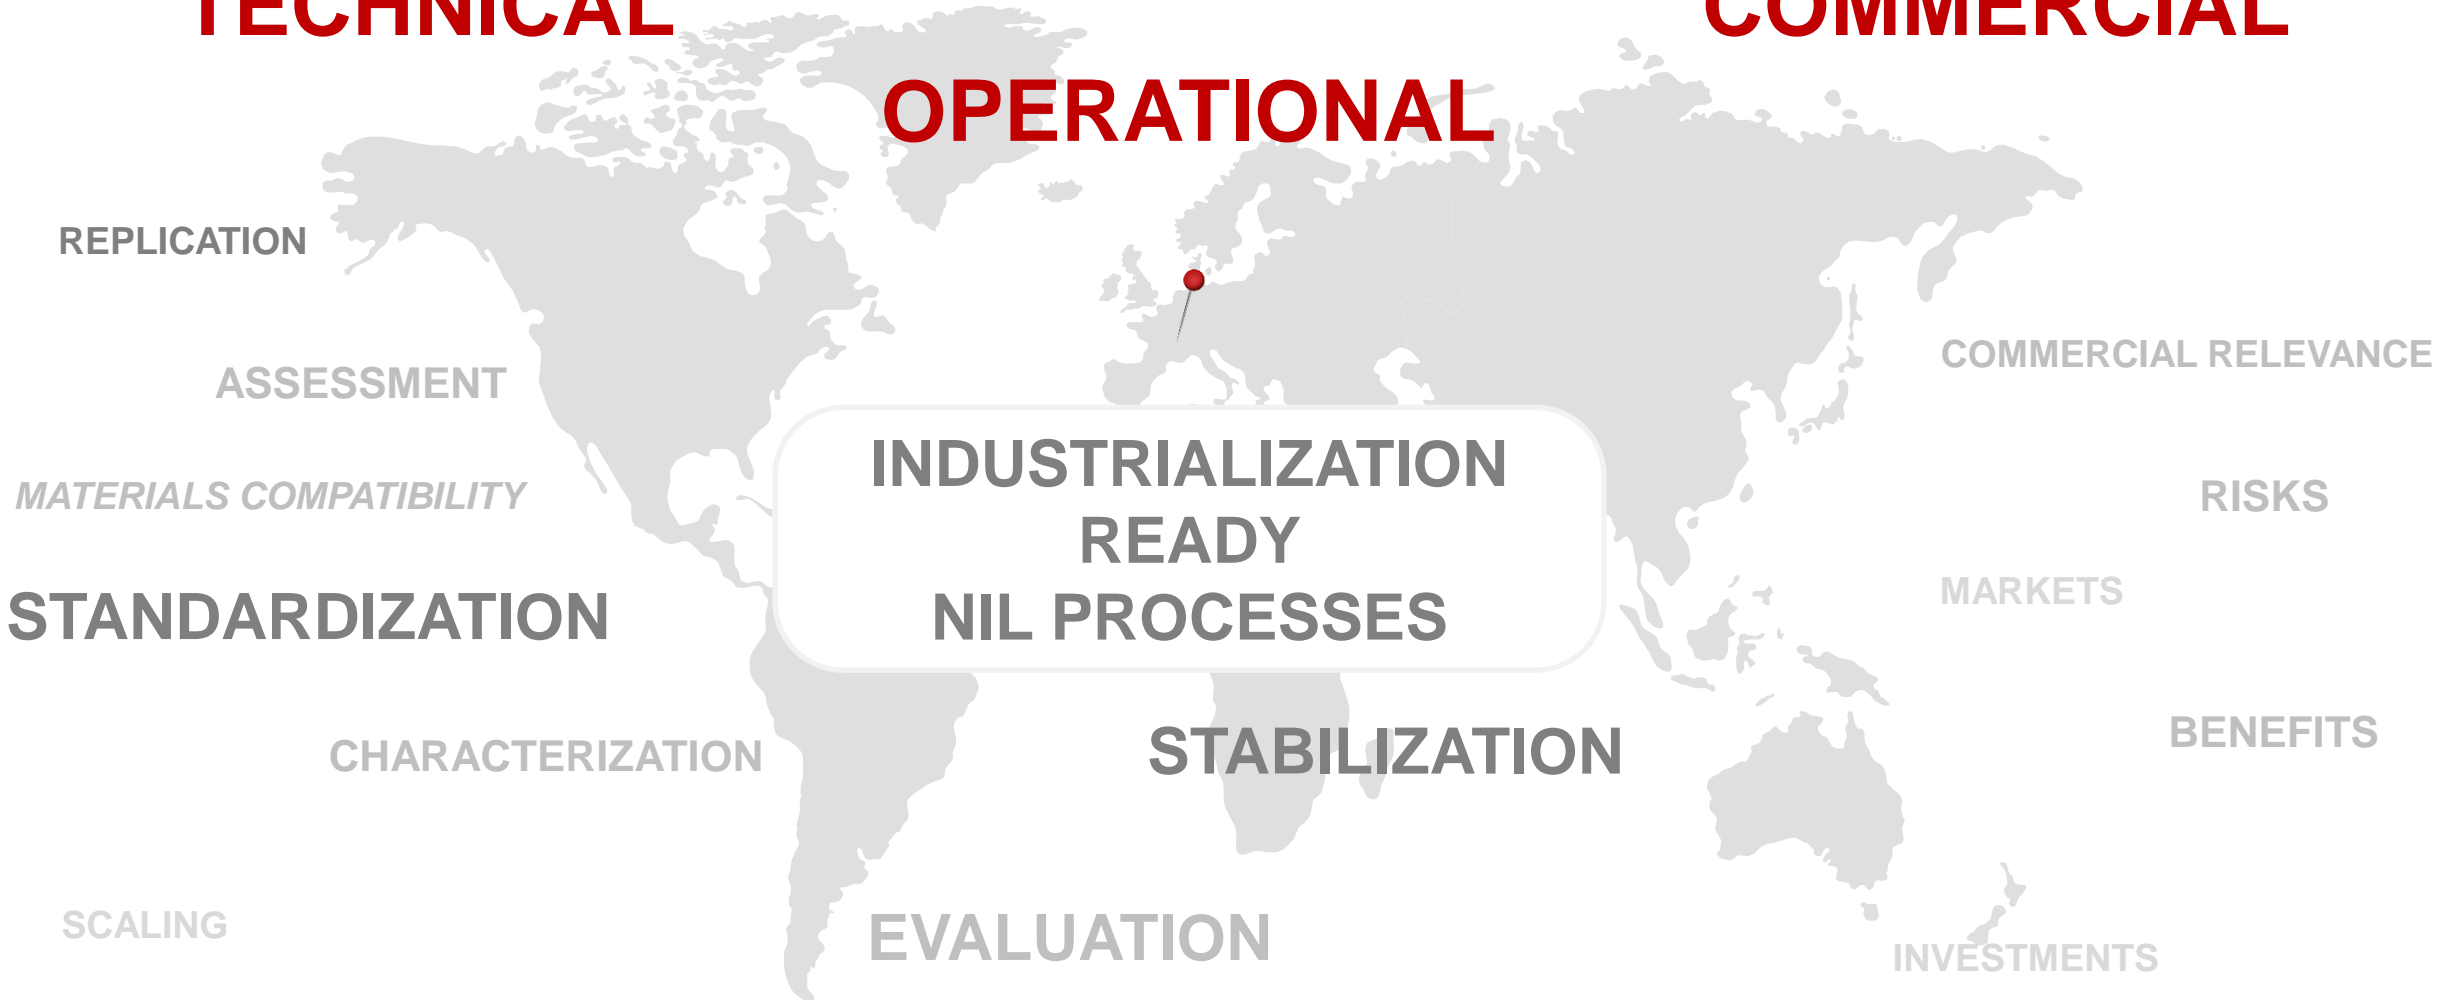 TECHNICAL
COMMERCIAL
OPERATIONAL
REPLICATION
COMMERCIAL RELEVANCE
ASSESSMENT
INDUSTRIALIZATION
READY
NIL PROCESSES
MATERIALS COMPATIBILITY
RISKS
MARKETS
STANDARDIZATION
BENEFITS
STABILIZATION
CHARACTERIZATION
SCALING
EVALUATION
INVESTMENTS